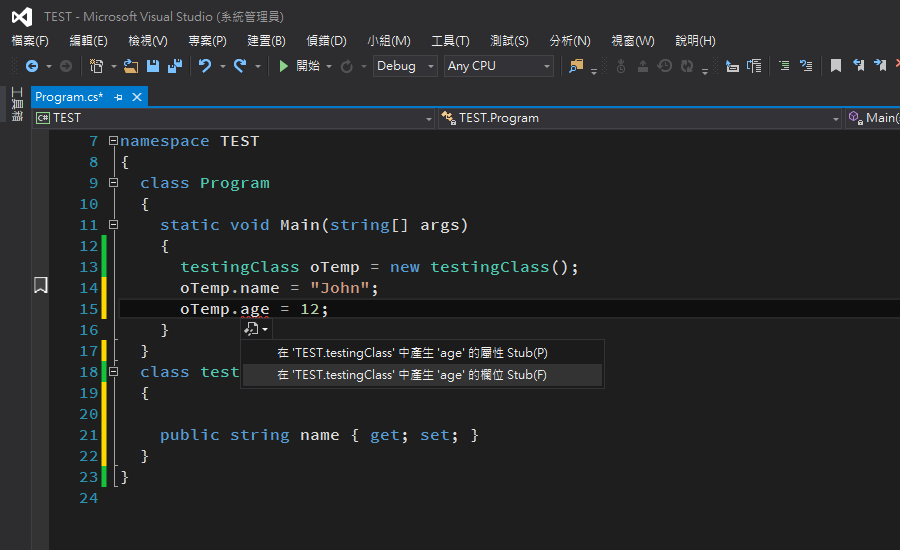 TEST - Microsoft Visual Studio (系統管理員)
檔案(F) 編輯(E) 檢視(V) 專案(P) 建置(B) 偵錯(D) 小組(M) 工具(T) 測試(S) 分析(N) 視窗(W) 說明(H)
開始 Debug Any CPU
工具箱
Program.cs*
C# TEST TEST.Program Main(
7 namespace TEST
8 {
9 class Program
10 {
11 static void Main(string[] args)
12 {
13 testingClass oTemp = new testingClass();
14 oTemp.name = "John";
15 oTemp.age = 12;
16 }
在 'TEST.testingClass' 中產生 'age' 的屬性 Stub(P)
17 }
18 class test
在 'TEST.testingClass' 中產生 'age' 的欄位 Stub(F)
19 {
20
21 public string name { get; set; }
22 }
23 }
24